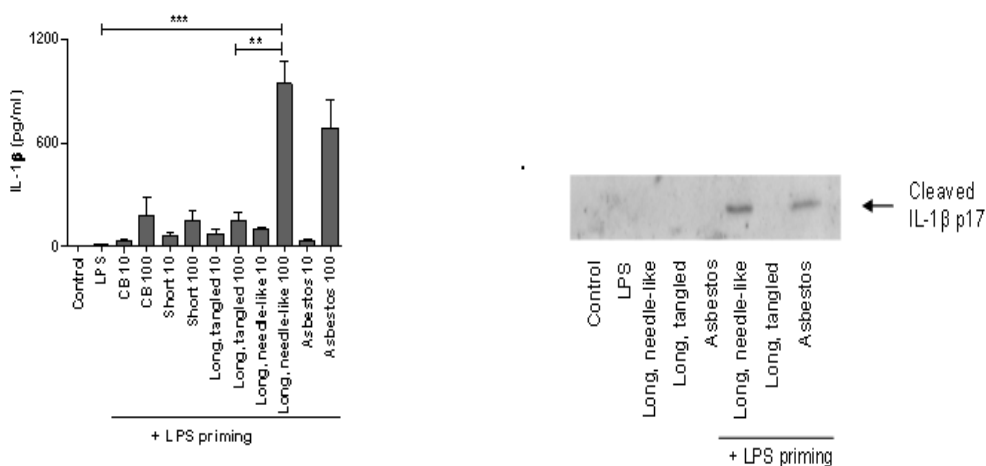 ***
**
1200
600
0
IL-1β (pg/ml)
Control
LPS
CB 10
CB 100
Short 10
Short 100
Long, tangled 10
Long, tangled 100
Long, needle-like 10
Long, needle-like 100
Asbestos 10
Asbestos 100
+ LPS priming
Cleaved
IL-1β p17
Control
LPS
Long, needle-like
Long, tangled
Asbestos
Long, needle-like
Long, tangled
Asbestos
+ LPS priming